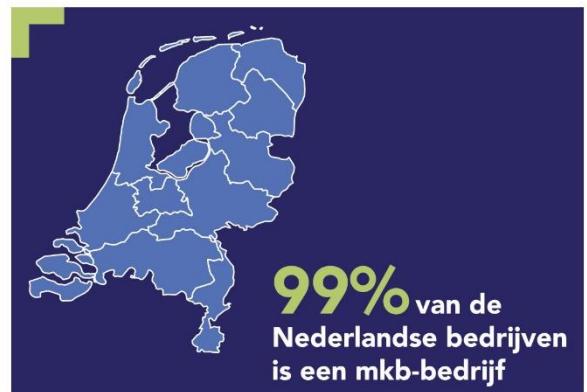 99% van de
Nederlandse bedrijven
is een mkb-bedrijf